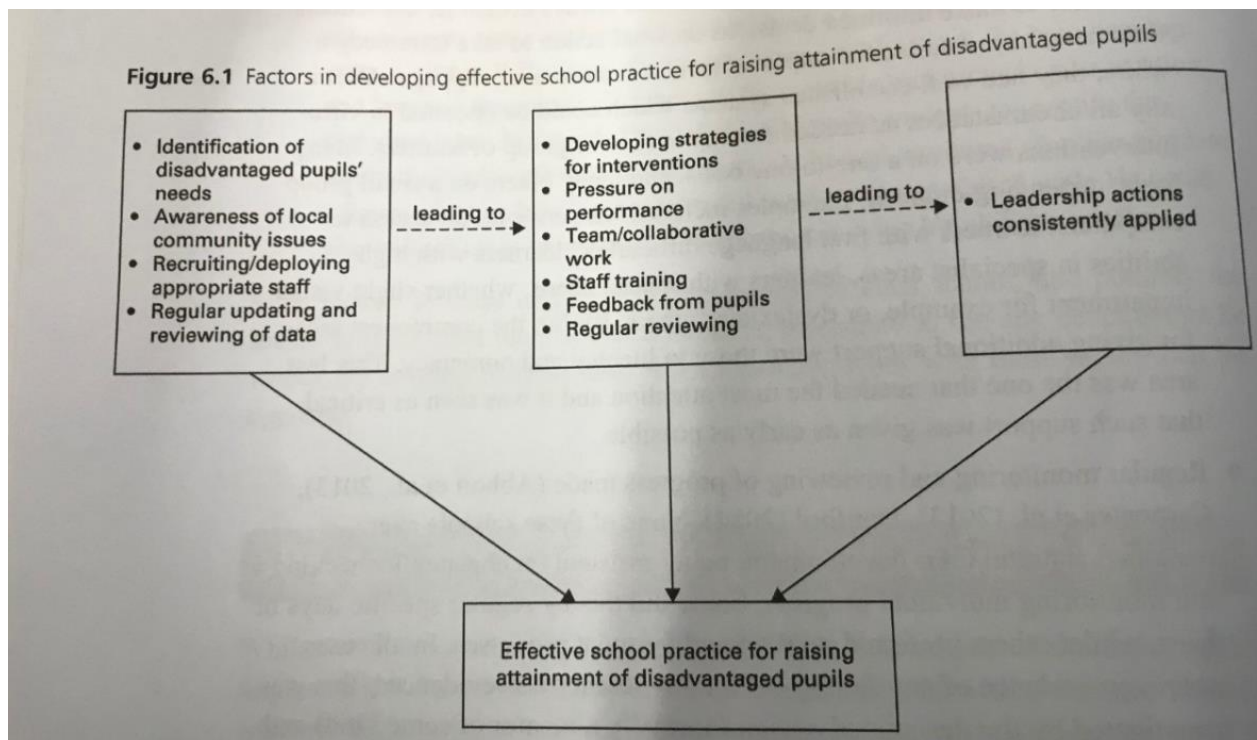 Figure 6.1 Factors in developing effective school practice for raising attainment of disadvantaged pupils
• Identification of
disadvantaged pupils'
needs
• Awareness of local
community issues
• Recruiting/deploying
appropriate staff
• Regular updating and
reviewing of data
leading to
• Developing strategies
for interventions
• Pressure on
performance
• Team/collaborative
work
• Staff training
• Feedback from pupils
• Regular reviewing
leading to
• Leadership actions
consistently applied
Effective school practice for raising
attainment of disadvantaged pupils